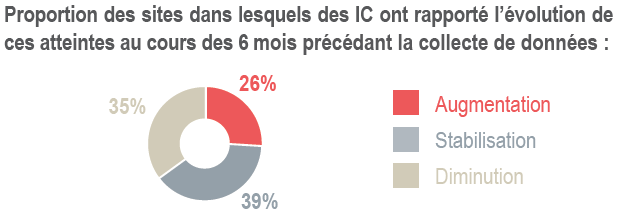 Proportion des sites dans lesquels des IC ont rapporté l’évolution de
ces atteintes au cours des 6 mois précédant la collecte de données :
26%
35%
39%
Augmentation
Stabilisation
Diminution